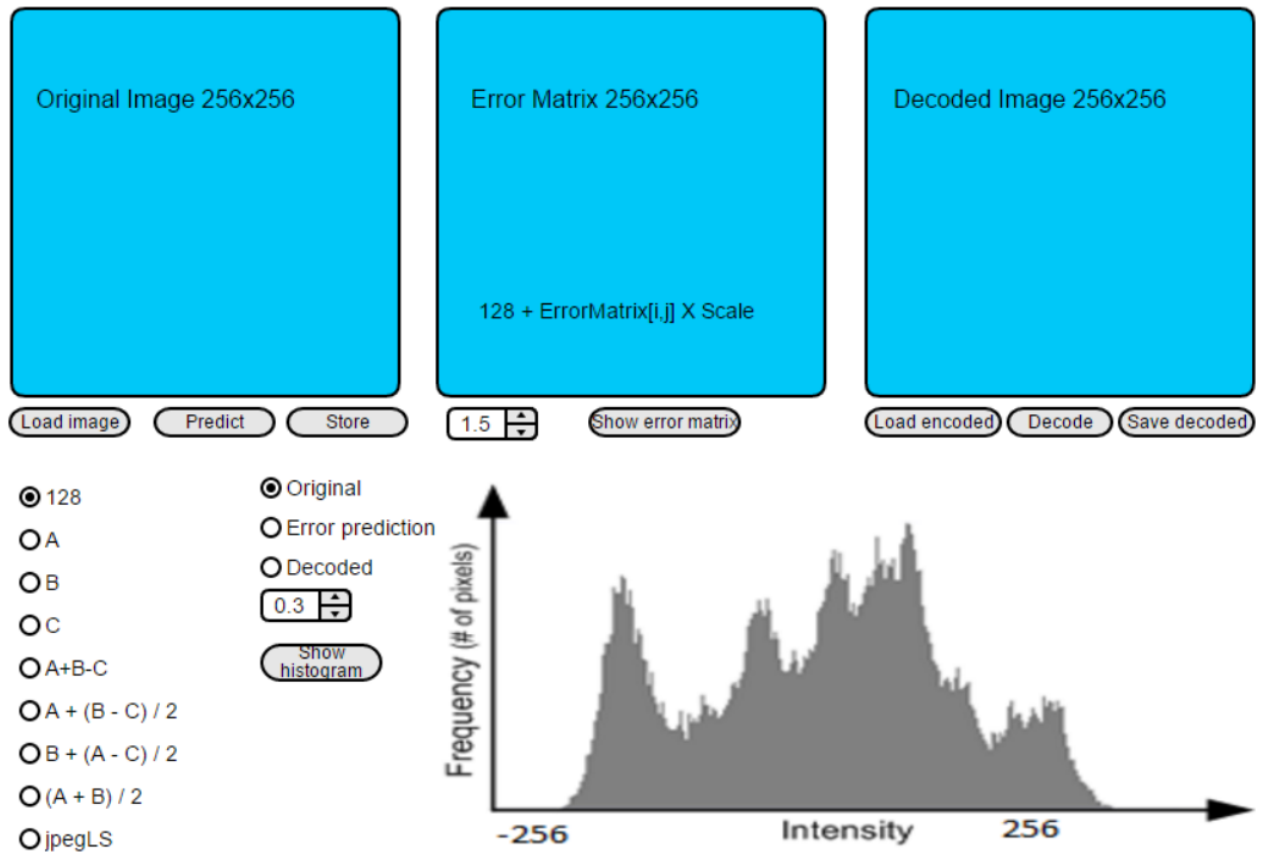 Original Image 256x256
Error Matrix 256x256
Decoded Image 256x256
128 + ErrorMatrix[i,j] X Scale
Load image
Predict
Store
1.5
Show error matrix
Load encoded
Decode
Save decoded
128
A
B
C
A+B-C
A + (B - C) / 2
B + (A - C) / 2
(A + B) / 2
jpegLS
Original
Error prediction
Decoded
0.3
Show
histogram
Frequency (# of pixels)
-256
Intensity
256